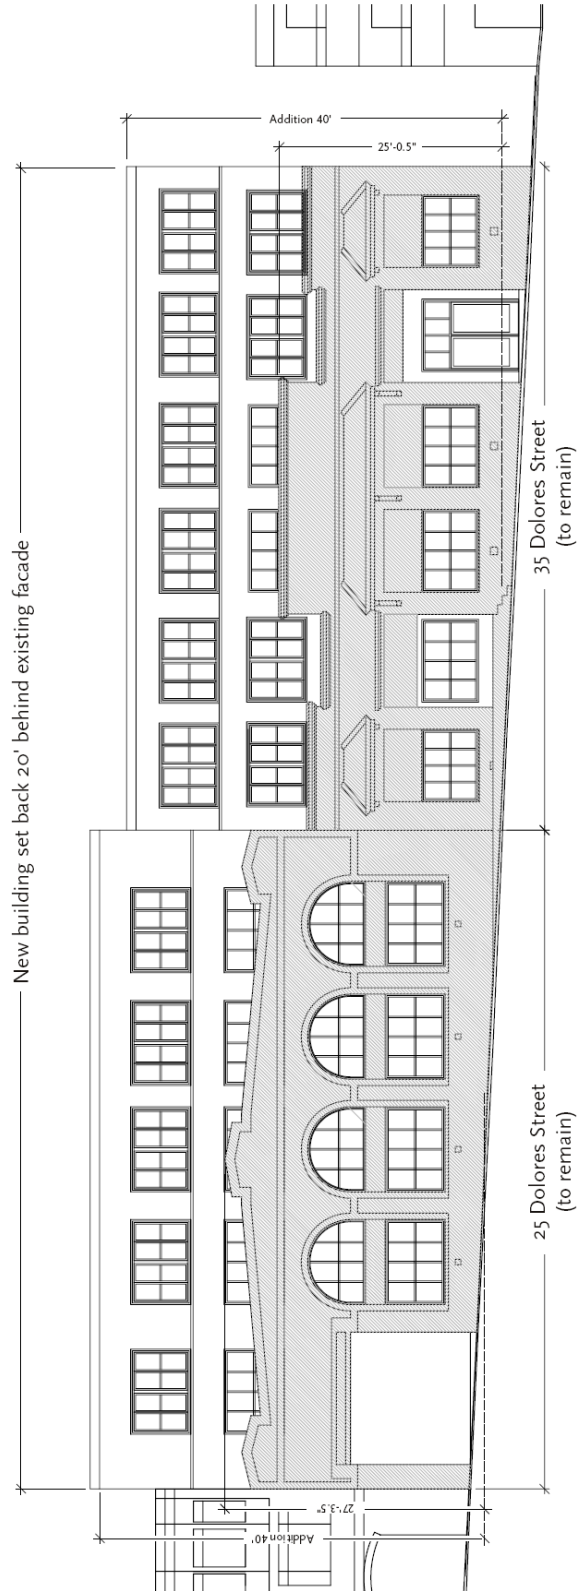 Addition 40'
25'-0.5"
New building set back 20' behind existing facade
35 Dolores Street
(to remain)
25 Dolores Street
(to remain)
27'-3.5"
Addition 40'